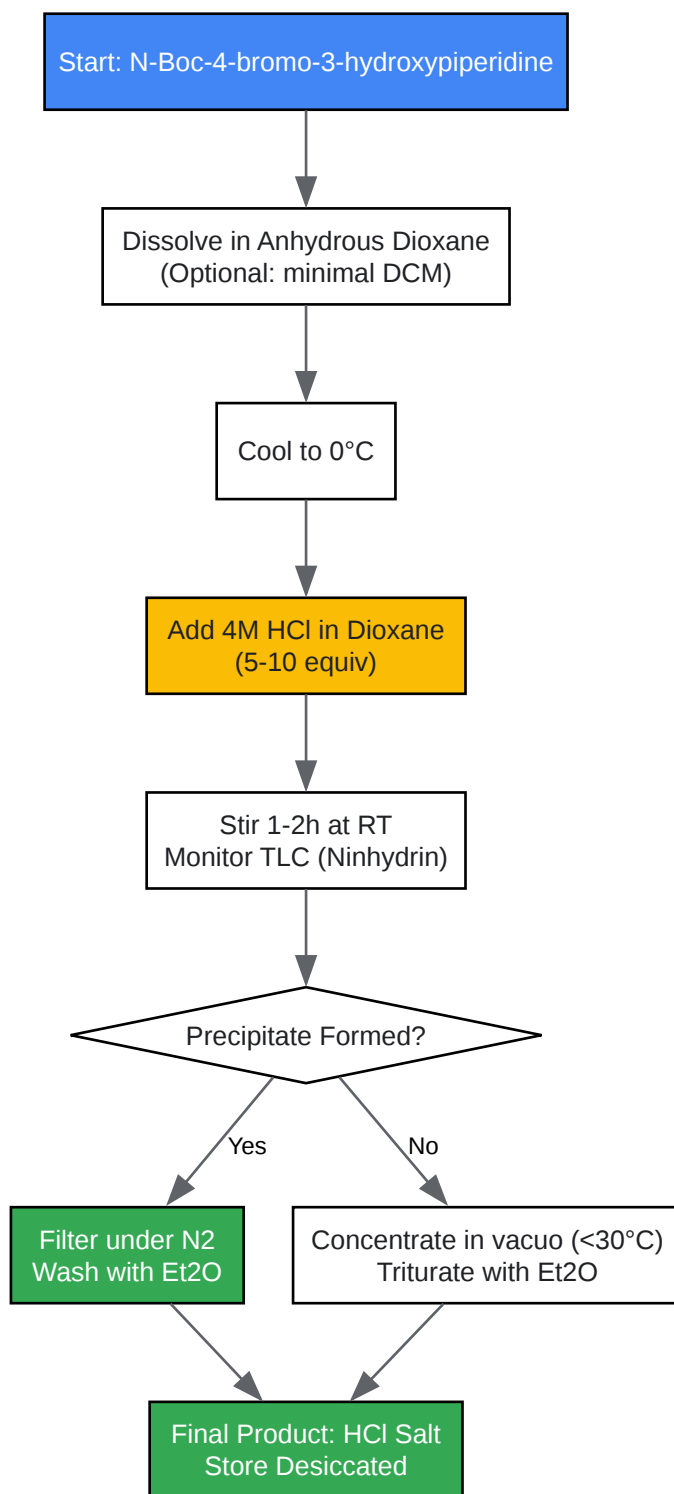 Start: N-Boc-4-bromo-3-hydroxypiperidine
Dissolve in Anhydrous Dioxane
(Optional: minimal DCM)
Cool to 0°C
Add 4M HCl in Dioxane
(5-10 equiv)
Stir 1-2h at RT
Monitor TLC (Ninhydrin)
Precipitate Formed?
Yes
No
Filter under N2
Wash with Et2O
Concentrate in vacuo (<30°C)
Triturate with Et2O
Final Product: HCl Salt
Store Desiccated